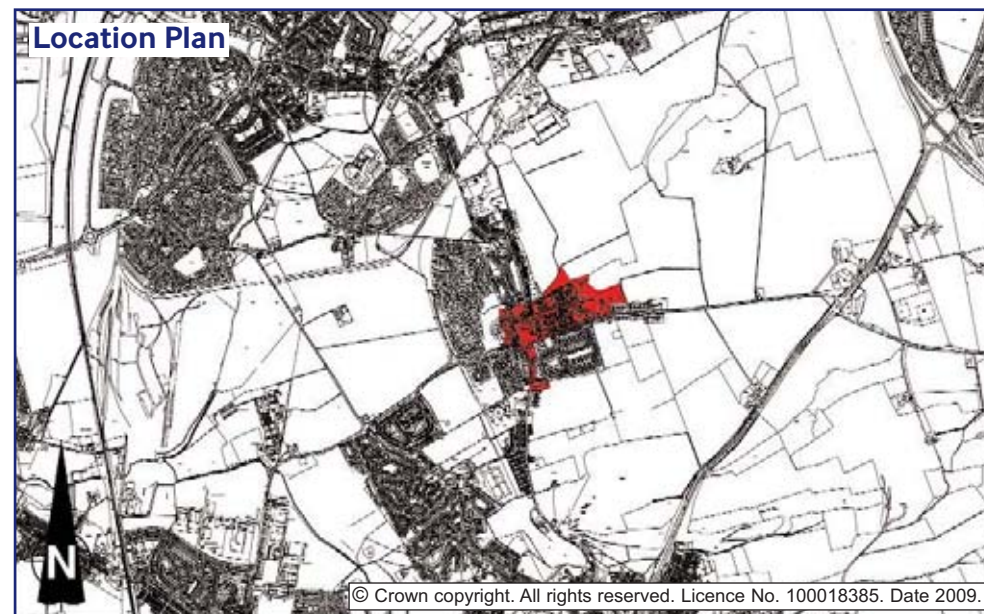 Location Plan
N
© Crown copyright. All rights reserved. Licence No. 100018385. Date 2009.